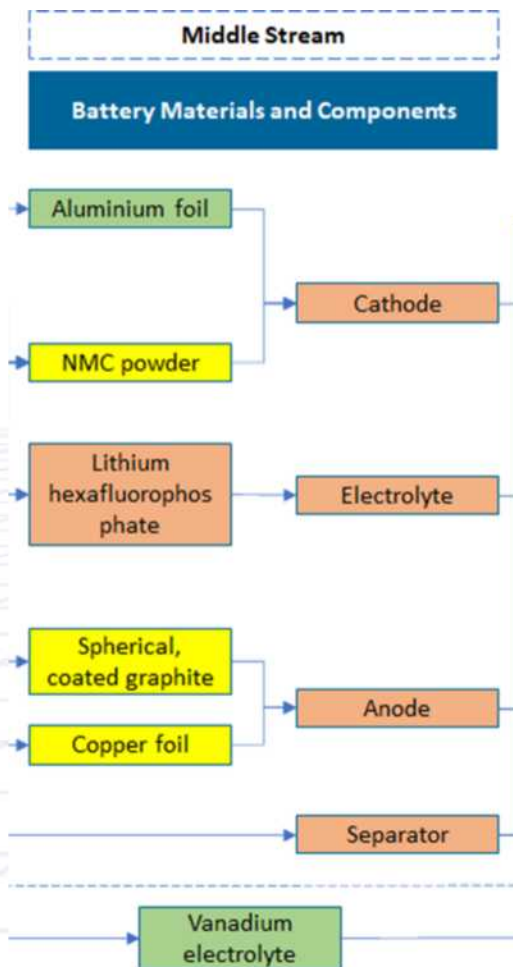 Middle Stream
Battery Materials and Components
Aluminium foil
Cathode
NMC powder
Lithium
hexafluorophos
phate
Electrolyte
Spherical,
coated graphite
Anode
Copper foil
Separator
Vanadium
electrolyte